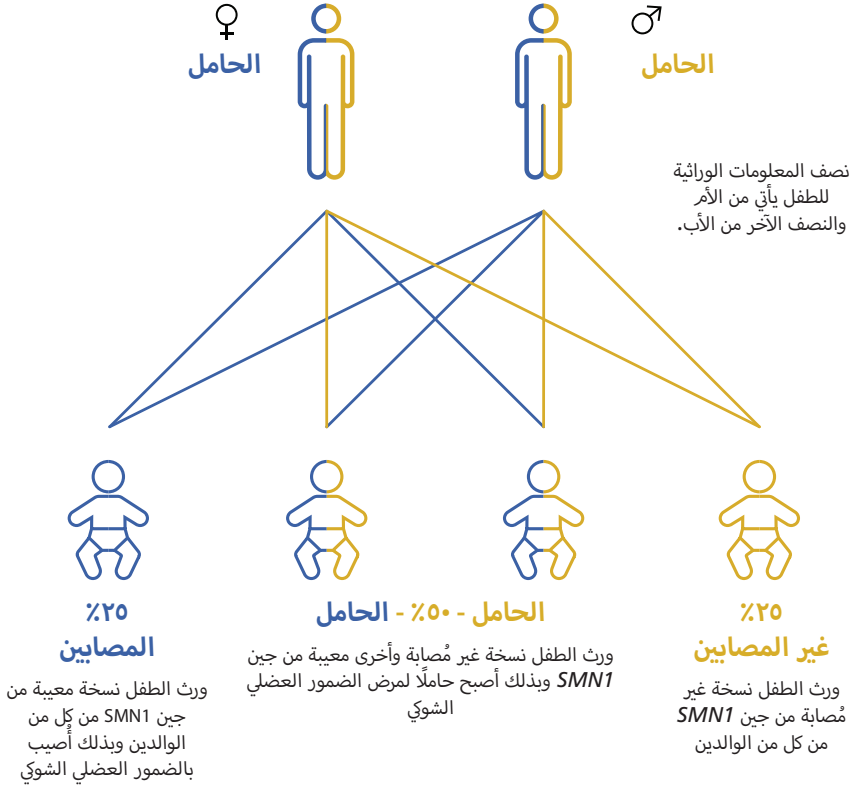 ♂
الحامل
♀
الحامل
نصف المعلومات الوراثية
للطفل يأتي من الأم
والنصف الآخر من الأب.
٢٥٪
غير المصابين
ورث الطفل نسخة غير
مُصابة من جين SMN1
من كل من الوالدين
الحامل - ٥٠٪ - الحامل
ورث الطفل نسخة غير مُصابة وأخرى معيبة من جين
SMN1 وبذلك أصبح حاملًا لمرض الضمور العضلي
الشوكي
٢٥٪
المصابين
ورث الطفل نسخة معيبة من
جين SMN1 من كل من
الوالدين وبذلك أُصيب
بالضمور العضلي الشوكي